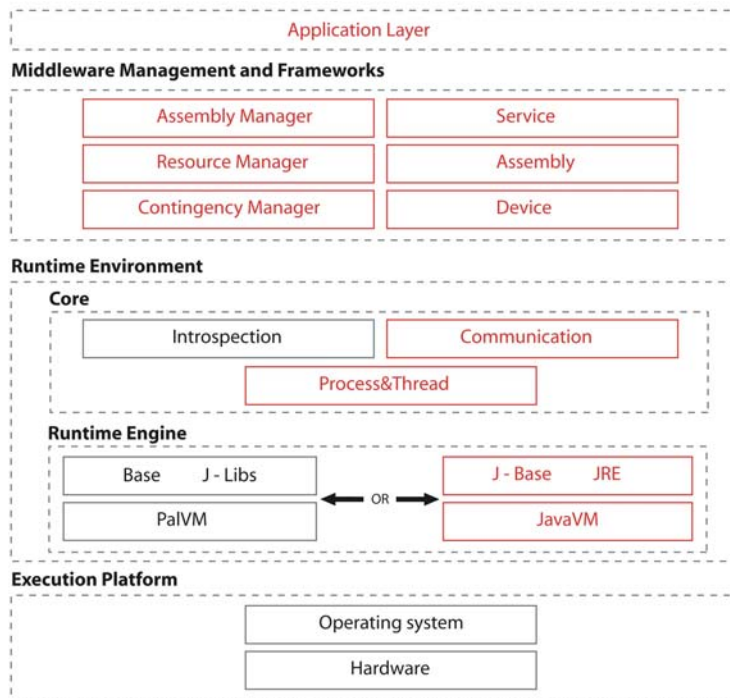 Application Layer
Middleware Management and Frameworks
Assembly Manager
Service
Resource Manager
Assembly
Contingency Manager
Device
Runtime Environment
Core
Introspection
Communication
Process&Thread
Runtime Engine
Base J - Libs
J - Base JRE
OR
PalVM
JavaVM
Execution Platform
Operating system
Hardware